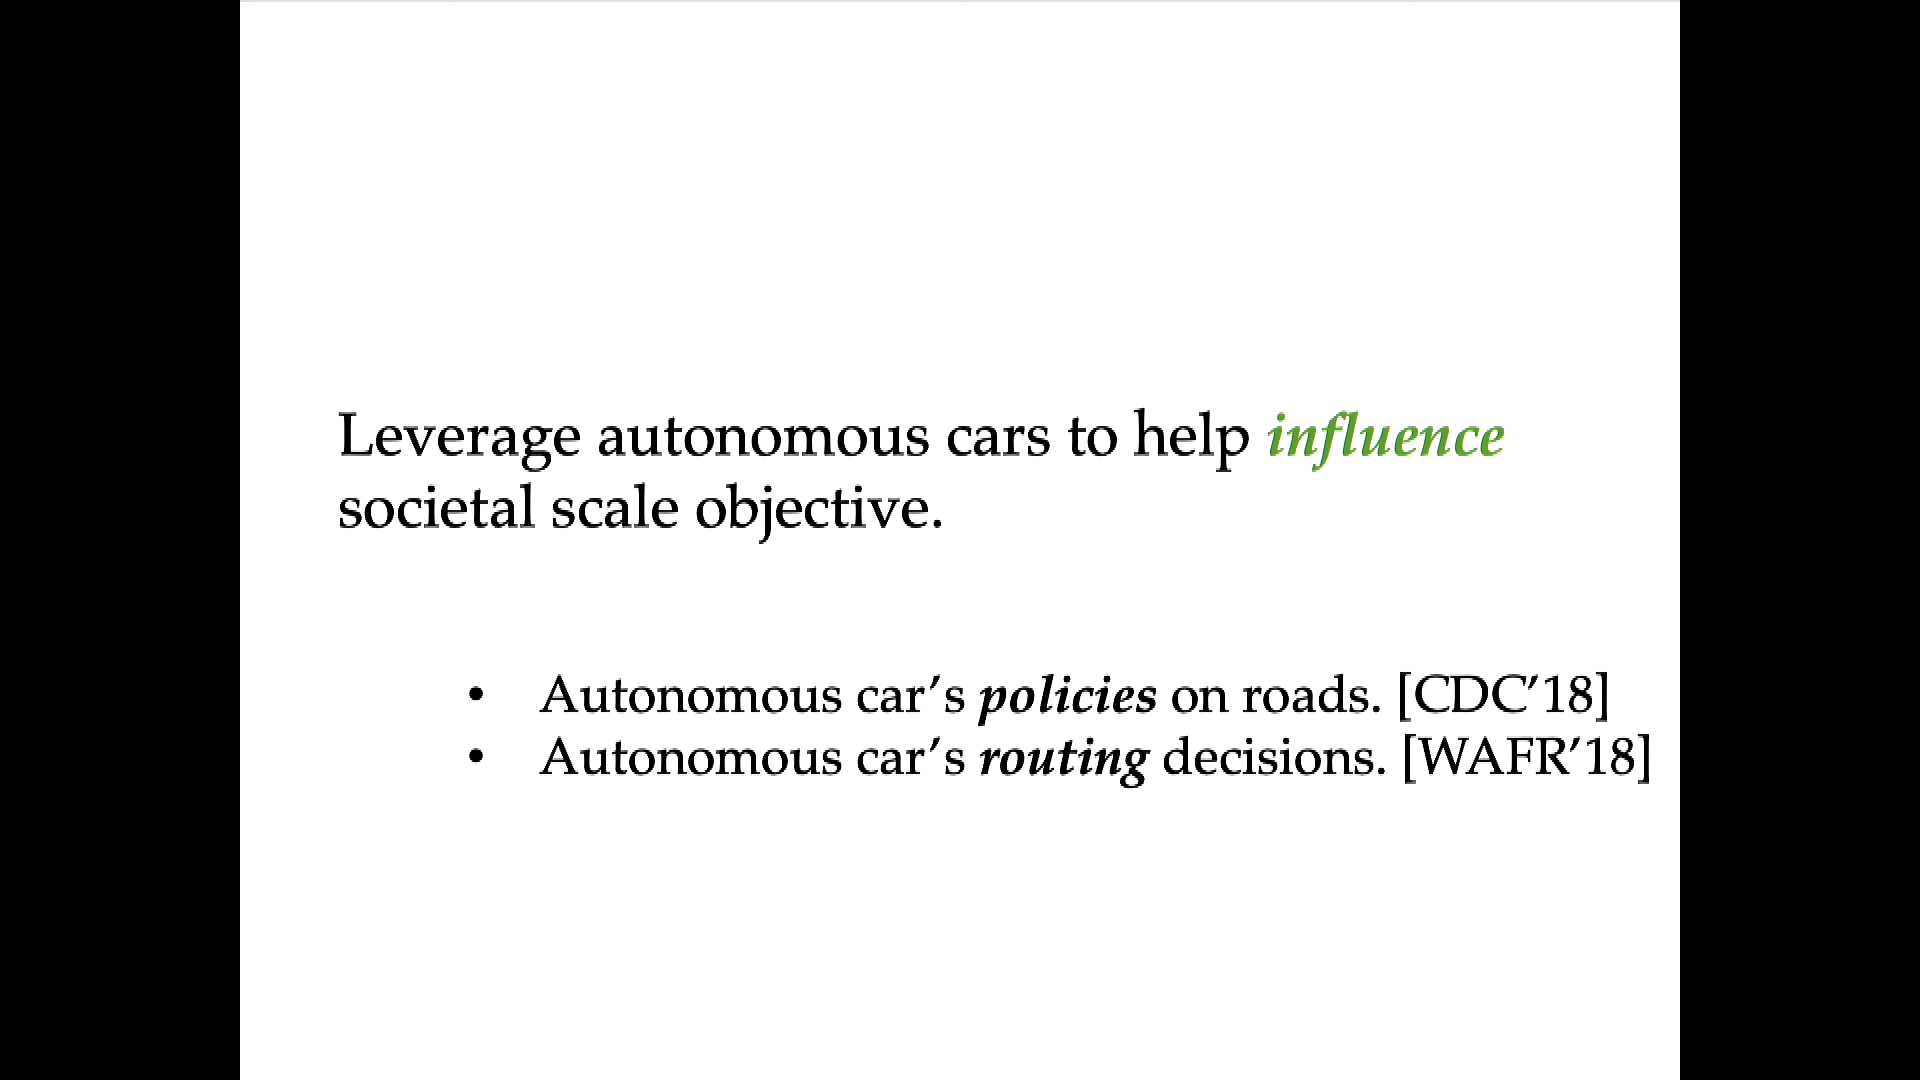 Leverage autonomous cars to help influence
societal scale objective.
• Autonomous car’s policies on roads. [CDC’18]
• Autonomous car’s routing decisions. [WAFR’18]